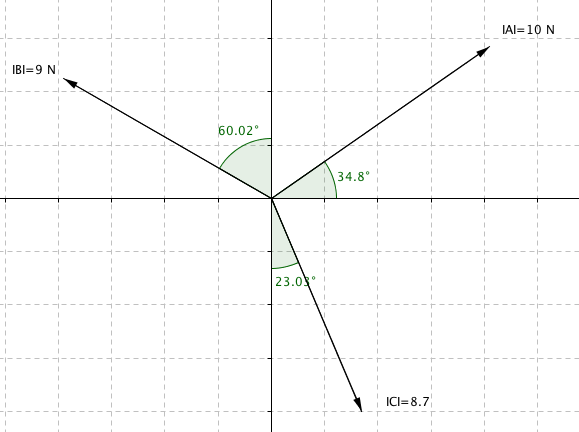 IAI=10 N
IBI=9 N
60.02°
34.8°
23.03°
ICI=8.7